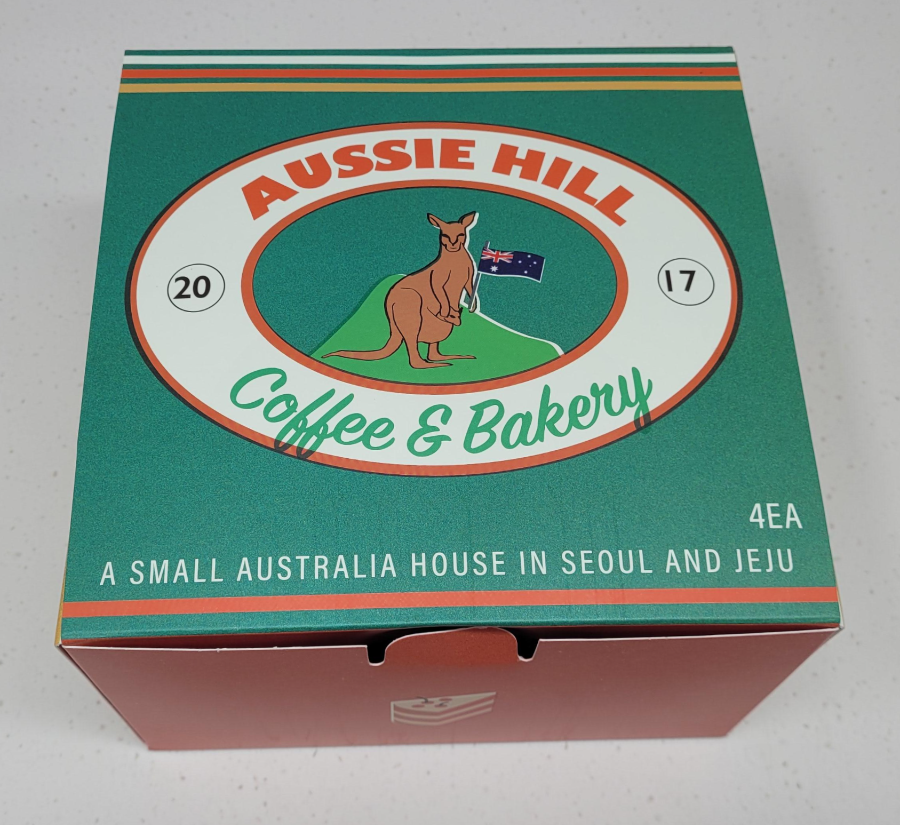 AUSSIE HILL
20
17
Coffee & Bakery
4EA
A SMALL AUSTRALIA HOUSE IN SEOUL AND JEJU